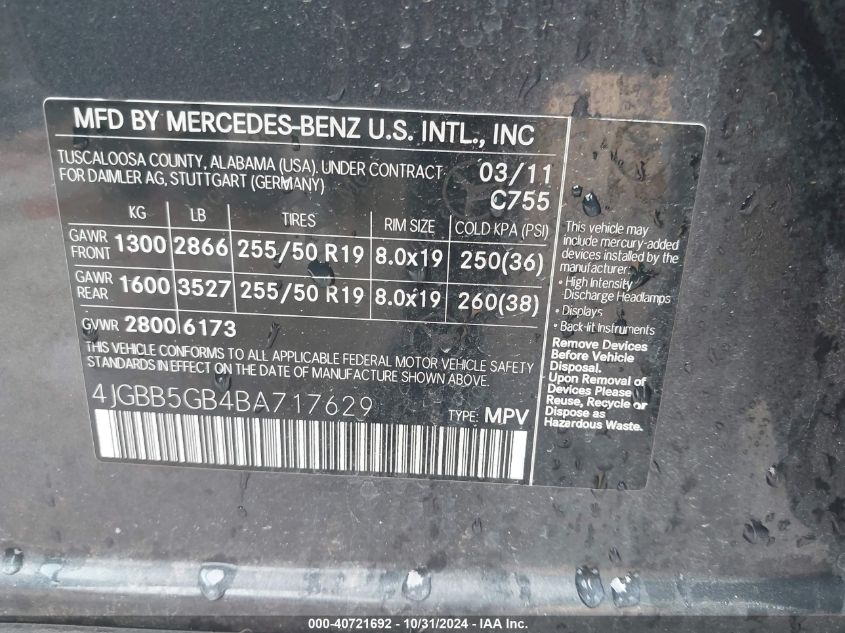 MFD BY MERCEDES-BENZ U.S. INTL., INC
TUSCALOOSA COUNTY, ALABAMA (USA). UNDER CONTRACT
FOR DAIMLER AG, STUTTGART (GERMANY)
03/11
C755
KG LB TIRES RIM SIZE COLD KPA (PSI)
GAWR FRONT 1300 2866 255/50 R19 8.0x19 250(36)
GAWR REAR 1600 3527 255/50 R19 8.0x19 260(38)
GVWR 2800 6173
THIS VEHICLE CONFORMS TO ALL APPLICABLE FEDERAL MOTOR VEHICLE SAFETY
STANDARDS IN EFFECT ON THE DATE OF MANUFACTURE SHOWN ABOVE.
4JGBB5GB4BA717629 TYPE: MPV
This vehicle may
include mercury-added
devices installed by the
manufacturer:
• High Intensity
Discharge Headlamps
• Displays
• Back-lit Instruments
Remove Devices
Before Vehicle
Disposal.
Upon Removal of
Devices Please
Reuse, Recycle or
Dispose as
Hazardous Waste.
000-40721692 - 10/31/2024 - IAA Inc.